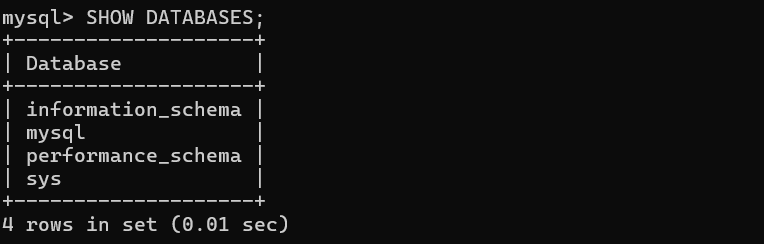 mysql> SHOW DATABASES;
+--------------------+
| Database           |
+--------------------+
| information_schema |
| mysql              |
| performance_schema |
| sys                |
+--------------------+
4 rows in set (0.01 sec)